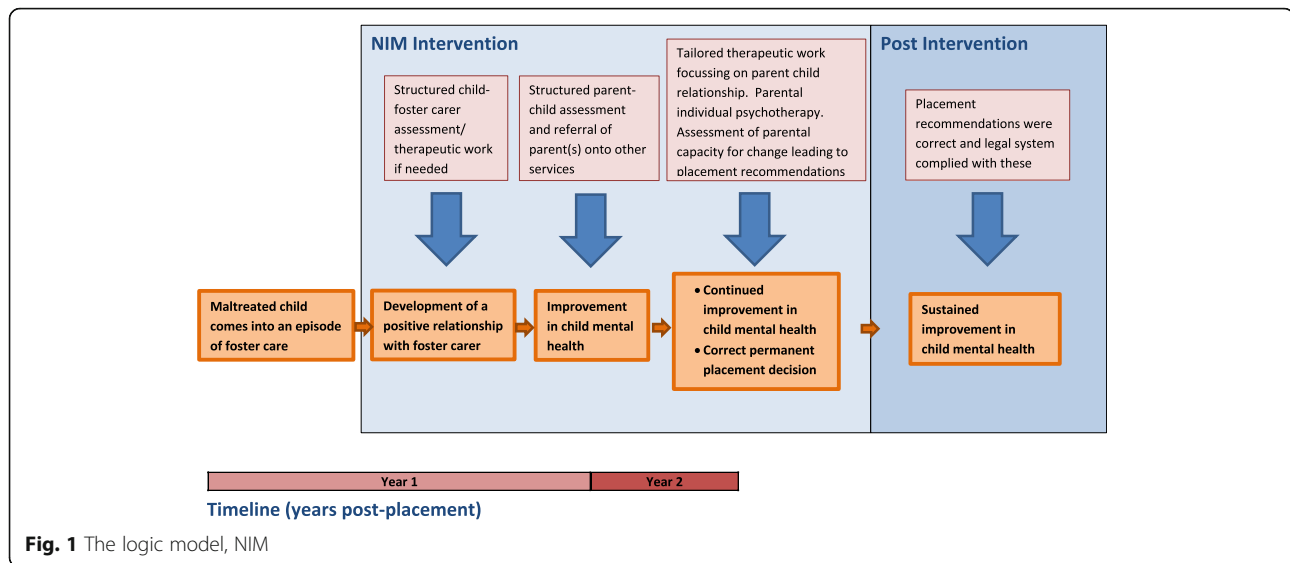 NIM Intervention
Post Intervention
Structured child-
foster carer
assessment/
therapeutic work
if needed
Structured parent-
child assessment
and referral of
parent(s) onto other
services
Tailored therapeutic work
focussing on parent child
relationship.  Parental
individual psychotherapy.
Assessment of parental
capacity for change leading to
placement recommendations
Placement
recommendations were
correct and legal system
complied with these
Maltreated child
comes into an episode
of foster care
Development of a
positive relationship
with foster carer
Improvement
in child mental
health
• Continued
improvement in
child mental health
• Correct permanent
placement decision
Sustained
improvement in
child mental health
Year 1
Year 2
Timeline (years post-placement)
Fig. 1 The logic model, NIM